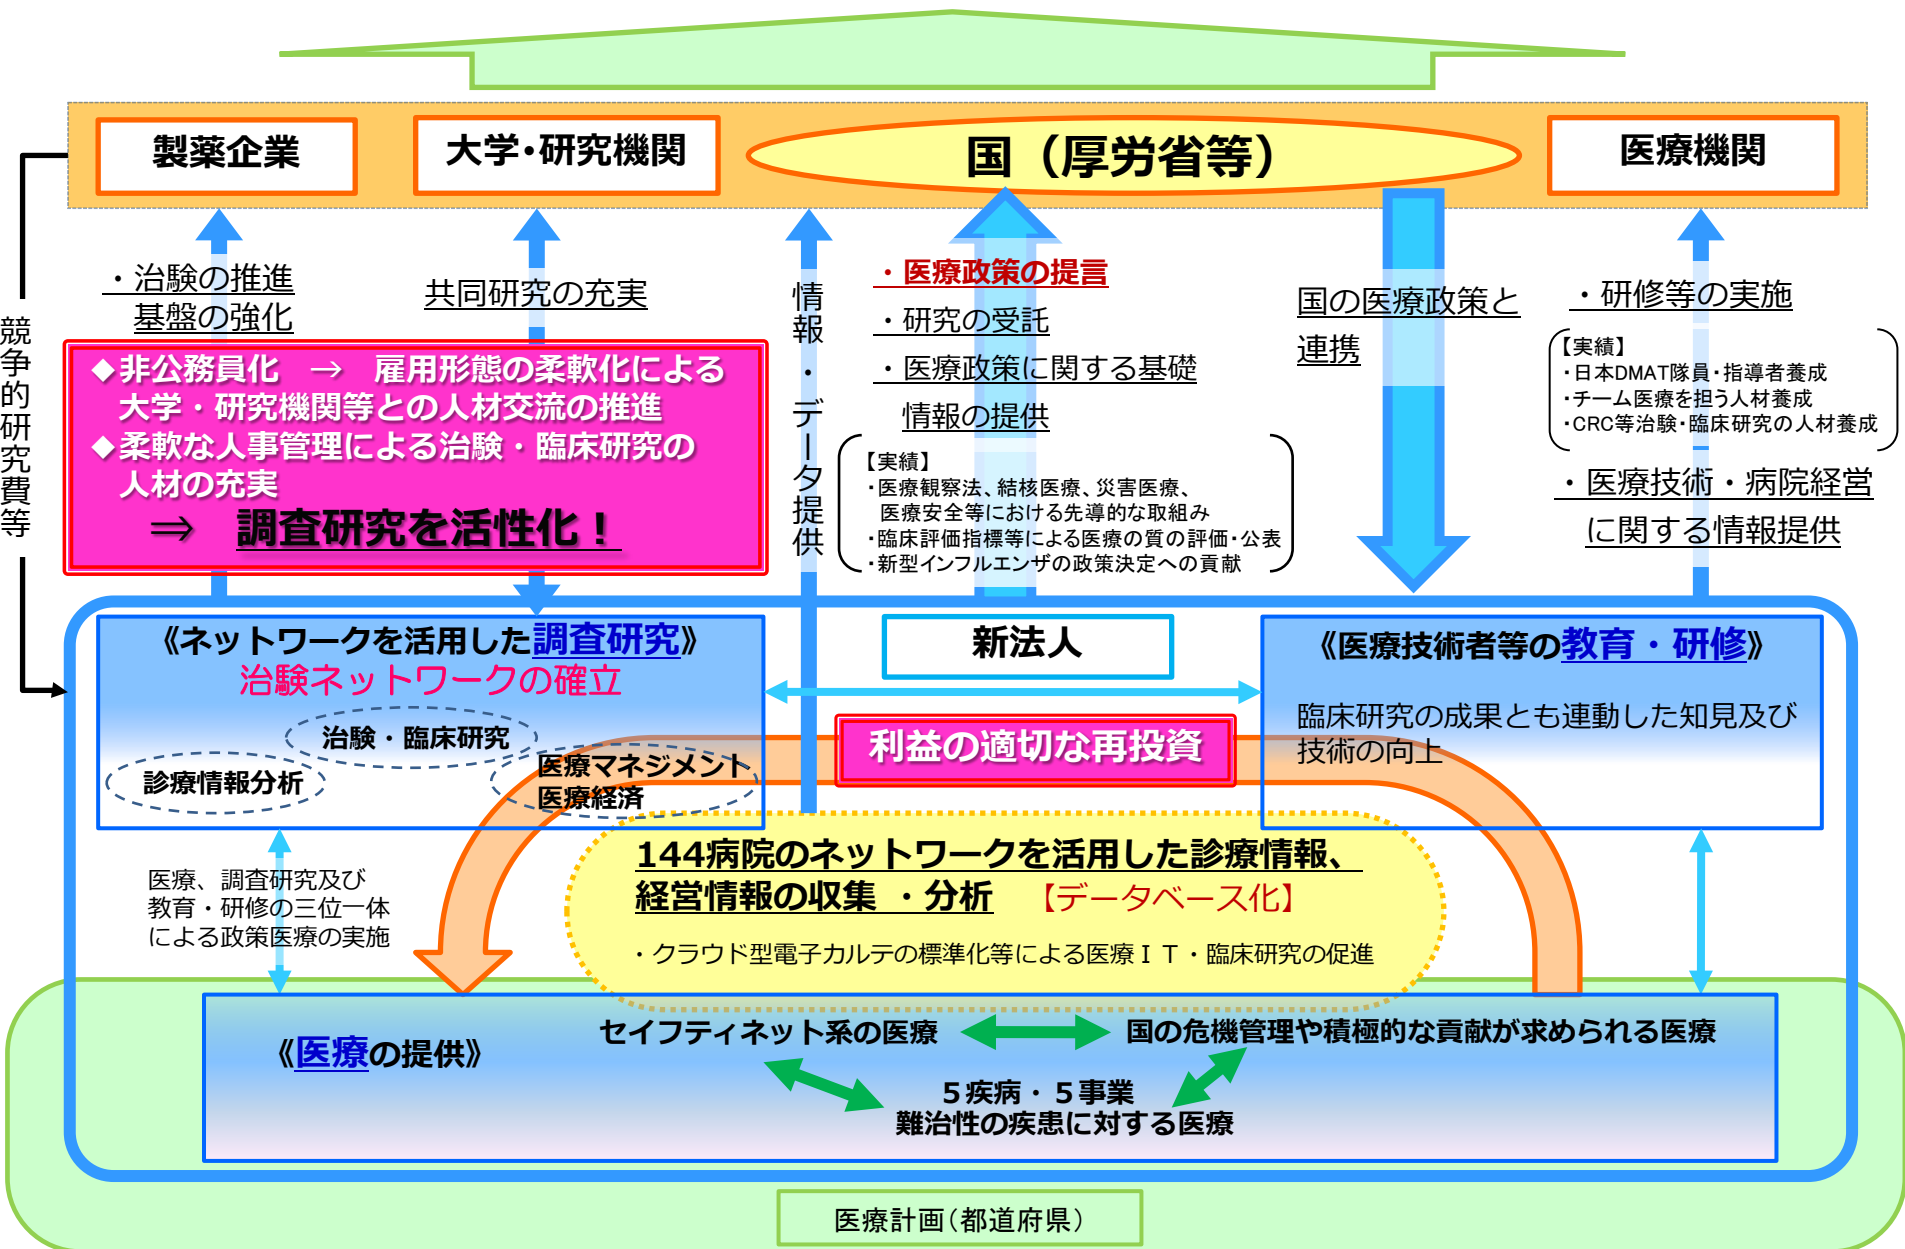 製薬企業
大学・研究機関
国（厚労省等）
医療機関
競争的研究費等
・治験の推進
基盤の強化
共同研究の充実
情報・データ提供
・医療政策の提言
・研究の受託
・医療政策に関する基礎
情報の提供
【実績】
・医療観察法、結核医療、災害医療、
医療安全等における先導的な取組み
・臨床評価指標等による医療の質の評価・公表
・新型インフルエンザの政策決定への貢献
国の医療政策と
連携
・研修等の実施
【実績】
・日本DMAT隊員・指導者養成
・チーム医療を担う人材養成
・CRC等治験・臨床研究の人材養成
・医療技術・病院経営
に関する情報提供
◆非公務員化　→　雇用形態の柔軟化による
大学・研究機関等との人材交流の推進
◆柔軟な人事管理による治験・臨床研究の
人材の充実
⇒　調査研究を活性化！
《ネットワークを活用した調査研究》
治験ネットワークの確立
治験・臨床研究
診療情報分析
医療マネジメント
医療経済
新法人
《医療技術者等の教育・研修》
臨床研究の成果とも連動した知見及び
技術の向上
利益の適切な再投資
144病院のネットワークを活用した診療情報、
経営情報の収集 ・分析　【データベース化】
・クラウド型電子カルテの標準化等による医療ＩＴ・臨床研究の促進
医療、調査研究及び
教育・研修の三位一体
による政策医療の実施
《医療の提供》
セイフティネット系の医療
国の危機管理や積極的な貢献が求められる医療
５疾病・５事業
難治性の疾患に対する医療
医療計画（都道府県）